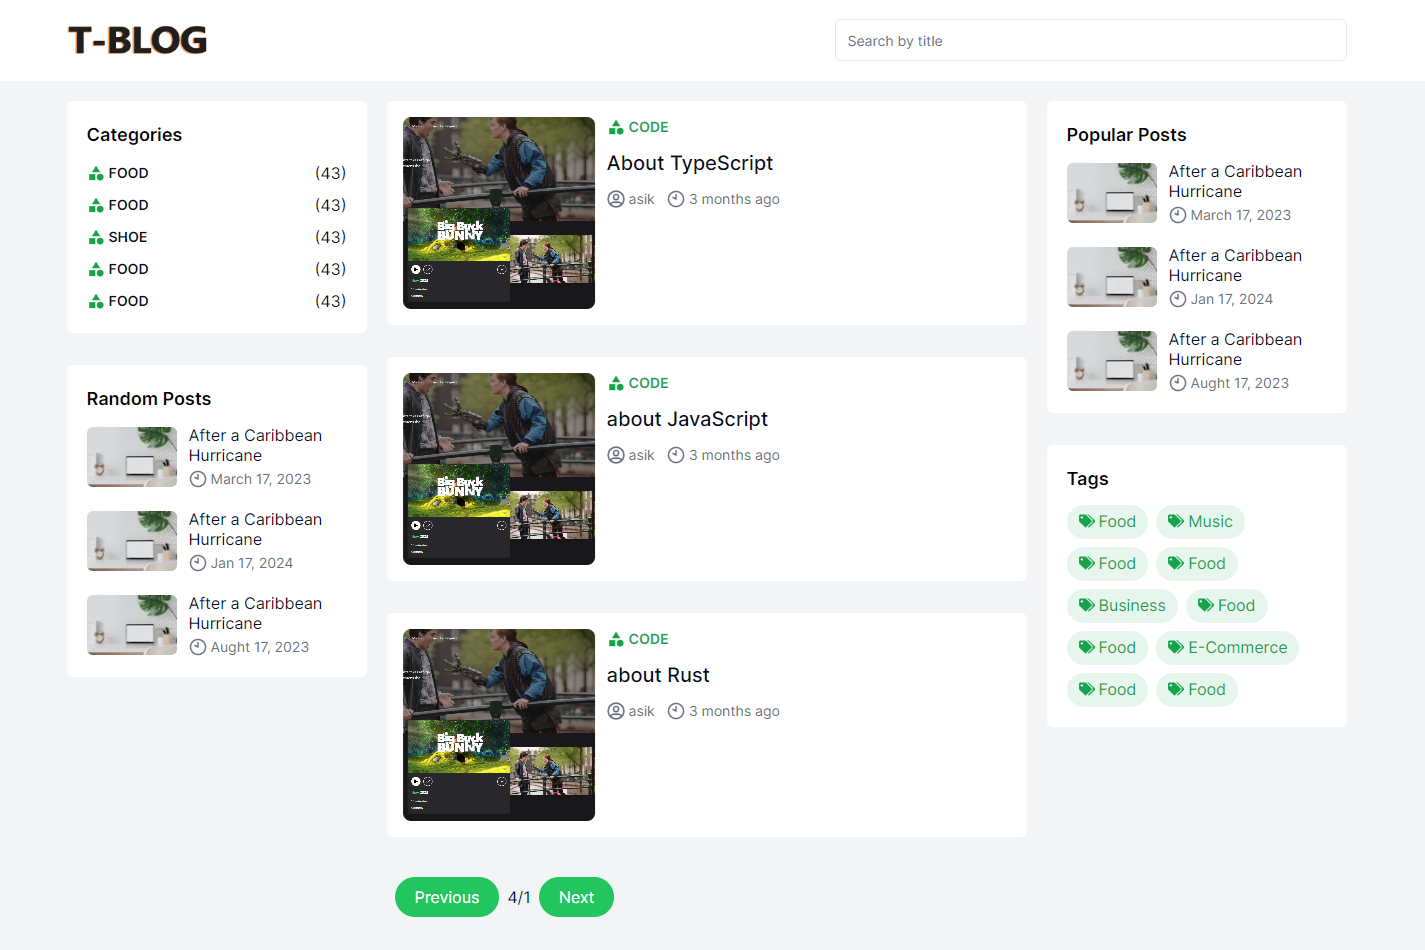 T-BLOG
Search by title
Categories
FOOD (43)
FOOD (43)
SHOE (43)
FOOD (43)
FOOD (43)
Random Posts
After a Caribbean
Hurricane
March 17, 2023
After a Caribbean
Hurricane
Jan 17, 2024
After a Caribbean
Hurricane
Aught 17, 2023
CODE
About TypeScript
asik 3 months ago
Big Buck
BUNNY
CODE
about JavaScript
asik 3 months ago
Big Buck
BUNNY
CODE
about Rust
asik 3 months ago
Big Buck
BUNNY
Previous 4/1 Next
Popular Posts
After a Caribbean
Hurricane
March 17, 2023
After a Caribbean
Hurricane
Jan 17, 2024
After a Caribbean
Hurricane
Aught 17, 2023
Tags
Food Music
Food Food
Business Food
Food E-Commerce
Food Food